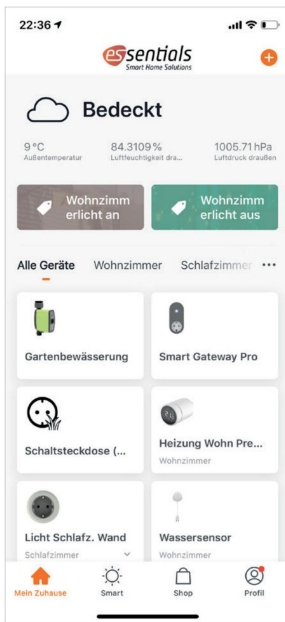 22:36
essentials
Smart Home Solutions
Bedeckt
9 °C
84.3109 %
1005.71 hPa
Außentemperatur
Luftfeuchtigkeit dra...
Luftdruck draußen
Wohnzimm
erlicht an
Wohnzimm
erlicht aus
Alle Geräte
Wohnzimmer
Schlafzimmer
...
Gartenbewässerung
Smart Gateway Pro
Schaltsteckdose (...
Heizung Wohn Pre...
Wohnzimmer
Licht Schlafz. Wand
Schlafzimmer
Wassersensor
Wohnzimmer
Mein Zuhause
Smart
Shop
Profil